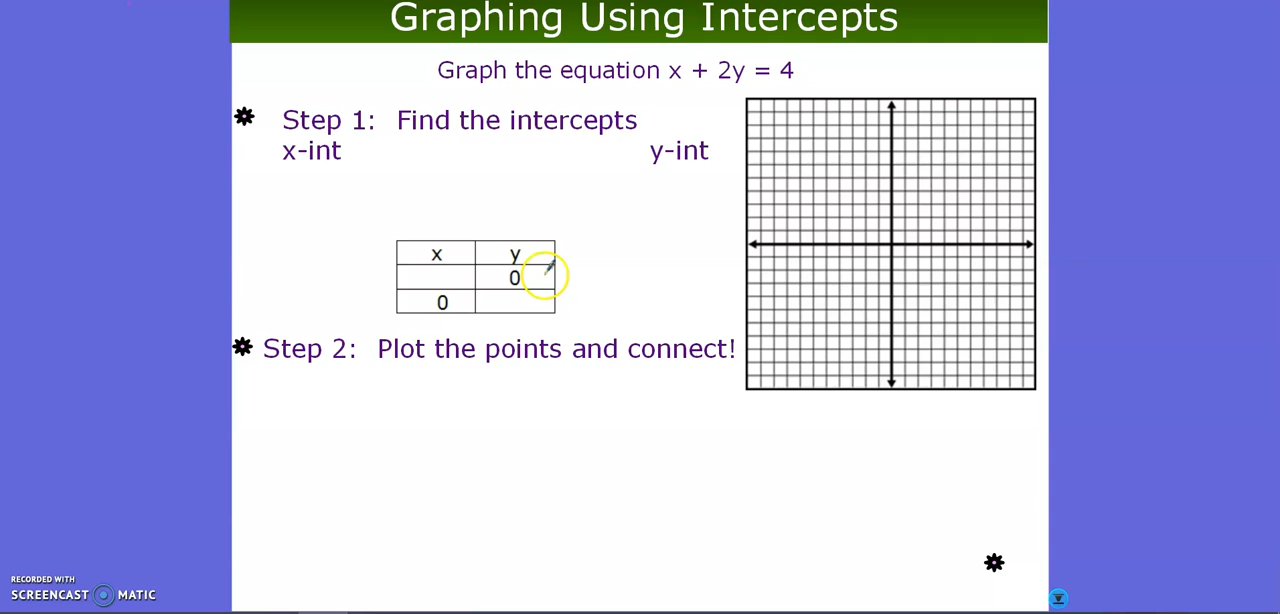 Graphing Using Intercepts
Graph the equation x + 2y = 4
Step 1: Find the intercepts
x-int y-int
x y
0
0
Step 2: Plot the points and connect!
RECORDED WITH
SCREENCAST MATIC